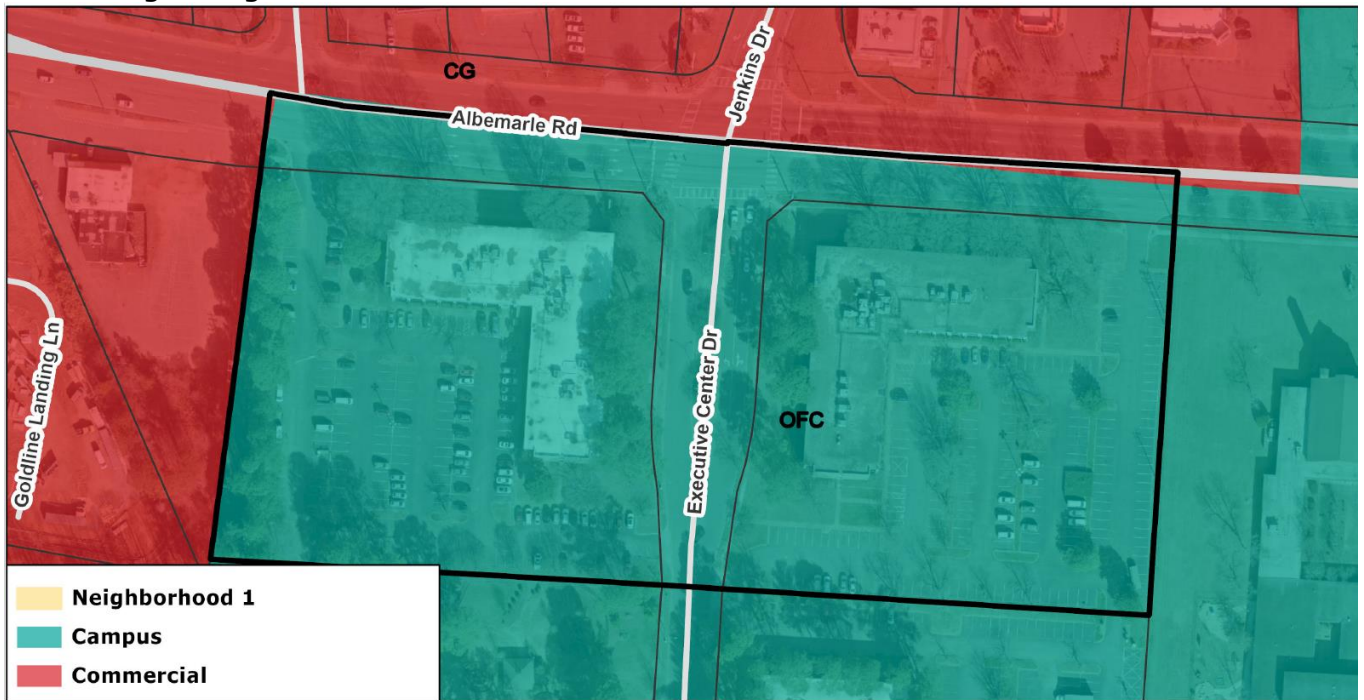 CG
Jenkins Dr
Albemarle Rd
Goldline Landing Ln
Executive Center Dr
OFC
Neighborhood 1
Campus
Commercial